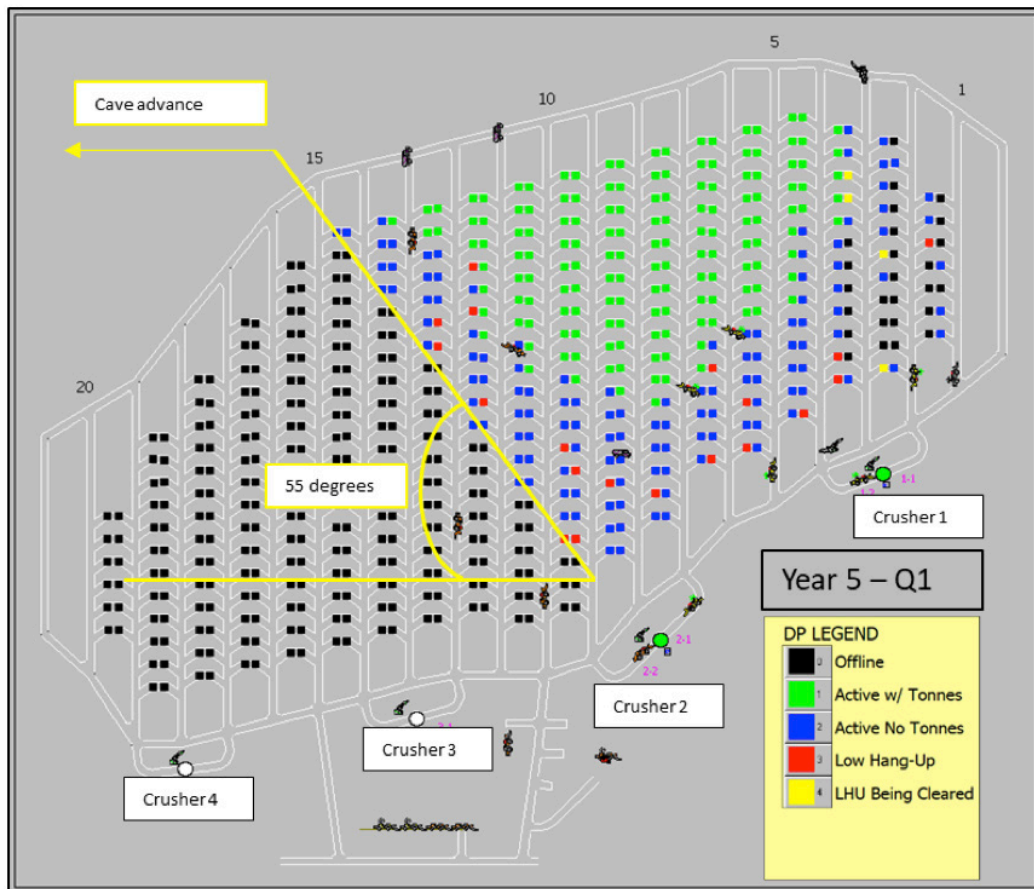 5
Cave advance
10
1
15
20
55 degrees
1-1
1-2
Crusher 1
Year 5 – Q1
2-1
2-2
Crusher 2
DP LEGEND
0 Offline
1 Active w/ Tonnes
2 Active No Tonnes
3 Low Hang-Up
4 LHU Being Cleared
Crusher 3
Crusher 4